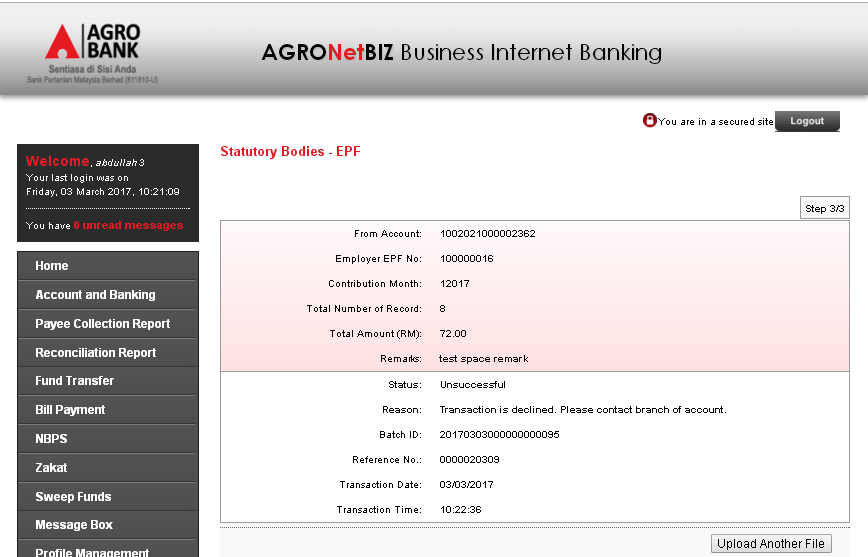 AGRO
BANK
Sentiasa di Sisi Anda
Bank Pertanian Malaysia Berhad (811810-U)
AGRONetBIZ Business Internet Banking
You are in a secured site
Logout
Welcome, abdullah3
Your last login was on
Friday, 03 March 2017, 10:21:09
You have 0 unread messages
Home
Account and Banking
Payee Collection Report
Reconciliation Report
Fund Transfer
Bill Payment
NBPS
Zakat
Sweep Funds
Message Box
Profile Management
Statutory Bodies - EPF
Step 3/3
From Account: 1002021000002362
Employer EPF No: 100000016
Contribution Month: 12017
Total Number of Record: 8
Total Amount (RM): 72.00
Remarks: test space remark
Status: Unsuccessful
Reason: Transaction is declined. Please contact branch of account.
Batch ID: 20170303000000000095
Reference No.: 0000020309
Transaction Date: 03/03/2017
Transaction Time: 10:22:36
Upload Another File